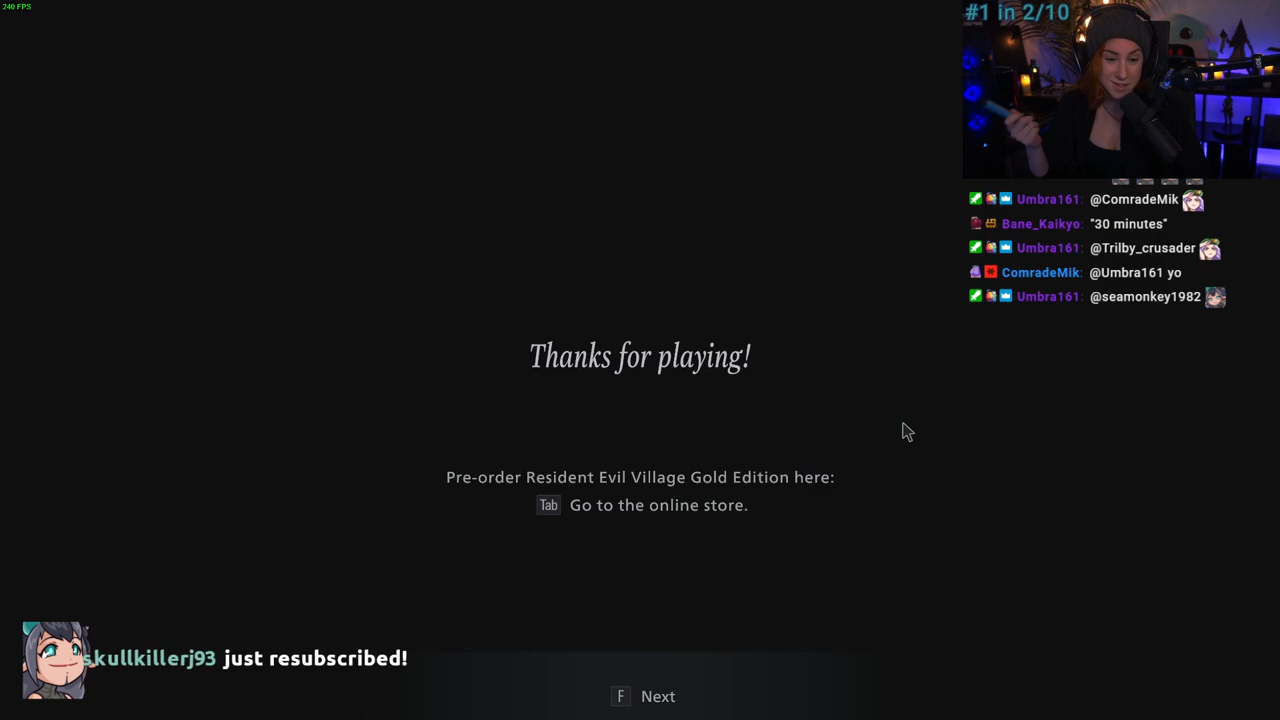 240 FPS
#1 in 2/10
Umbra161: @ComradeMik
Bane_Kaikyo: "30 minutes"
Umbra161: @Trilby_crusader
ComradeMik: @Umbra161 yo
Umbra161: @seamonkey1982
Thanks for playing!
Pre-order Resident Evil Village Gold Edition here:
Tab Go to the online store.
skullkillerj93 just resubscribed!
F Next